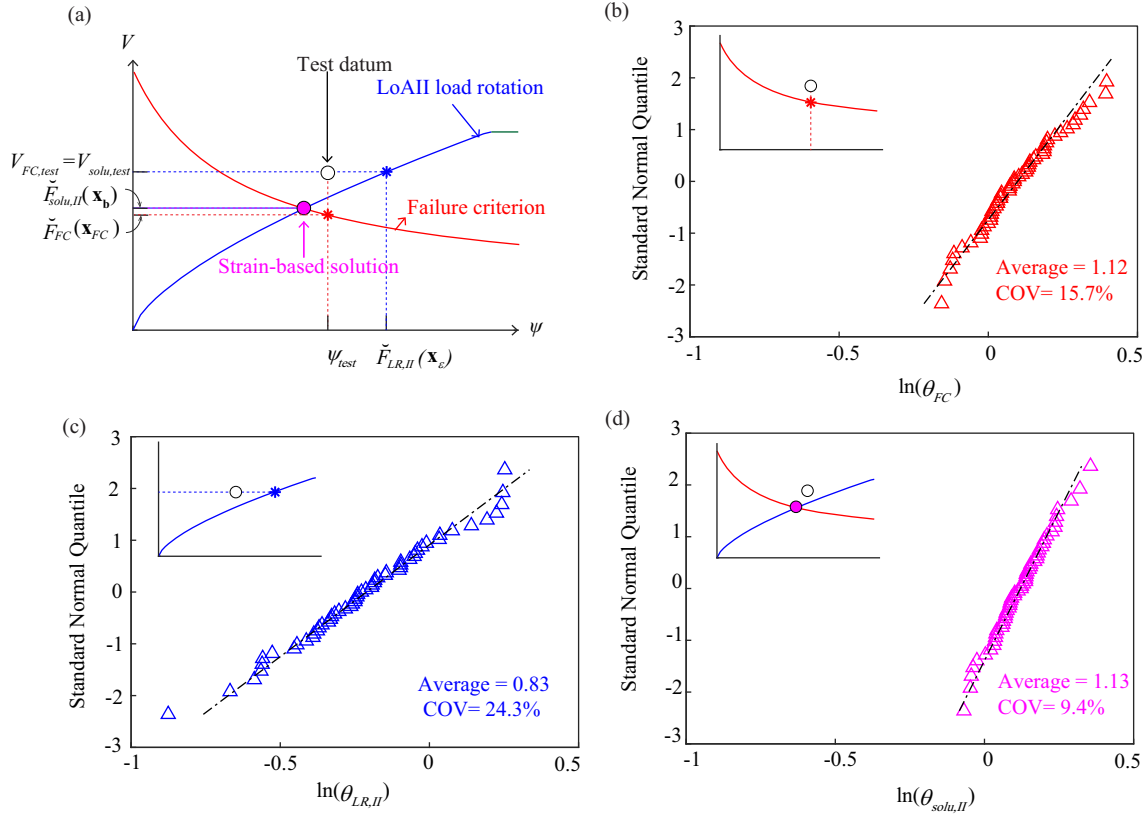 (a)
V
Test datum
LoAII load rotation
V_{FC,test} = V_{solu,test}
F̆_{solu,II}(𝐱_𝐛)
F̆_{FC}(𝐱_{FC})
Failure criterion
Strain-based solution
ψ
ψ_{test}
F̆_{LR,II}(𝐱_ε)
(b)
Standard Normal Quantile
3
2
1
0
-1
-2
-3
Average = 1.12
COV= 15.7%
-1
-0.5
0
0.5
ln(θ_{FC})
(c)
Standard Normal Quantile
3
2
1
0
-1
-2
-3
Average = 0.83
COV= 24.3%
-1
-0.5
0
0.5
ln(θ_{LR,II})
(d)
Standard Normal Quantile
3
2
1
0
-1
-2
-3
Average = 1.13
COV= 9.4%
-1
-0.5
0
0.5
ln(θ_{solu,II})